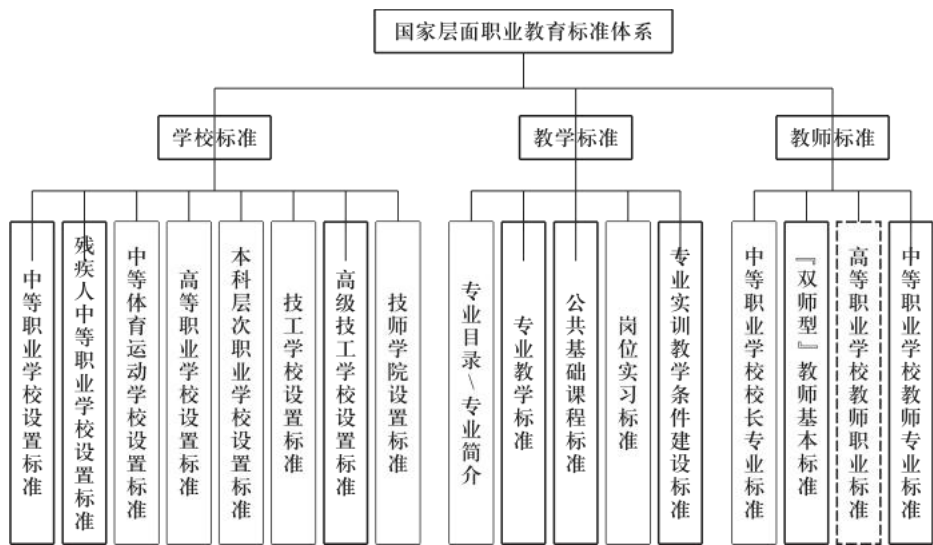 国家层面职业教育标准体系
学校标准
教学标准
教师标准
中等职业学校设置标准
残疾人中等职业学校设置标准
中等体育运动学校设置标准
高等职业学校设置标准
本科层次职业学校设置标准
技工学校设置标准
高级技工学校设置标准
技师学院设置标准
专业目录\专业简介
专业教学标准
公共基础课程标准
岗位实习标准
专业实训教学条件建设标准
中等职业学校校长专业标准
『双师型』教师基本标准
高等职业学校教师职业标准
中等职业学校教师专业标准